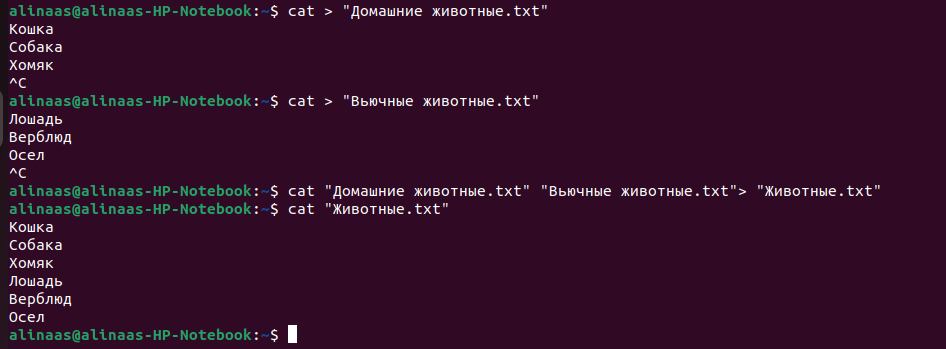 alinaas@alinaas-HP-Notebook:~$ cat > "Домашние животные.txt"
Кошка
Собака
Хомяк
^C
alinaas@alinaas-HP-Notebook:~$ cat > "Вьючные животные.txt"
Лошадь
Верблюд
Осел
^C
alinaas@alinaas-HP-Notebook:~$ cat "Домашние животные.txt" "Вьючные животные.txt"> "Животные.txt"
alinaas@alinaas-HP-Notebook:~$ cat "Животные.txt"
Кошка
Собака
Хомяк
Лошадь
Верблюд
Осел
alinaas@alinaas-HP-Notebook:~$